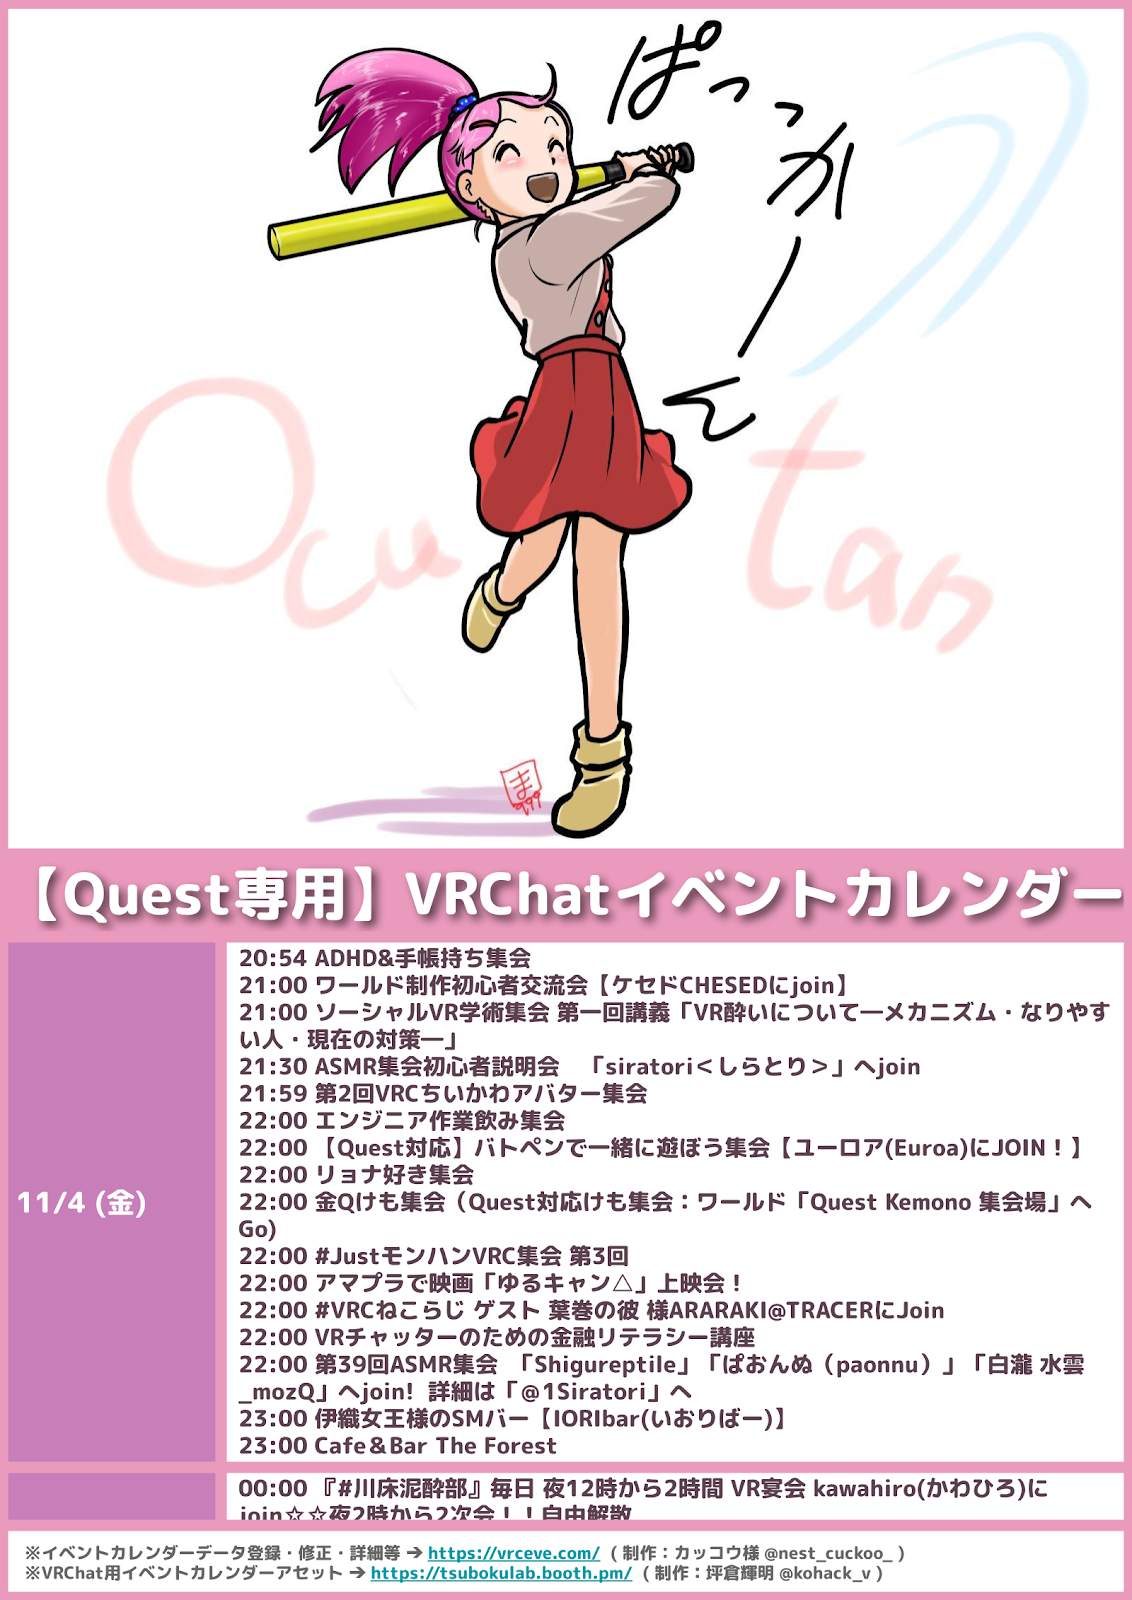 ぱっっかーん
Ocutan
ま
999
【Quest専用】VRChatイベントカレンダー
11/4 (金)
20:54 ADHD&手帳持ち集会
21:00 ワールド制作初心者交流会【ケセドCHESEDにjoin】
21:00 ソーシャルVR学術集会 第一回講義「VR酔いについて―メカニズム・なりやす
い人・現在の対策―」
21:30 ASMR集会初心者説明会　「siratori＜しらとり＞」へjoin
21:59 第2回VRCちいかわアバター集会
22:00 エンジニア作業飲み集会
22:00 【Quest対応】バトペンで一緒に遊ぼう集会【ユーロア(Euroa)にJOIN！】
22:00 リョナ好き集会
22:00 金Qけも集会（Quest対応けも集会：ワールド「Quest Kemono 集会場」へ
Go)
22:00 #JustモンハンVRC集会 第3回
22:00 アマプラで映画「ゆるキャン△」上映会！
22:00 #VRCねこらじ ゲスト 葉巻の彼 様ARARAKI@TRACERにJoin
22:00 VRチャッターのための金融リテラシー講座
22:00 第39回ASMR集会　「Shigureptile」「ぱおんぬ（paonnu）」「白瀧 水雲
_mozQ」へjoin!  詳細は「@1Siratori」へ
23:00 伊織女王様のSMバー【IORIbar(いおりばー)】
23:00 Cafe＆Bar The Forest
00:00 『#川床泥酔部』毎日 夜12時から2時間 VR宴会 kawahiro(かわひろ)に
join☆☆夜2時から2次会！！自由解散
※イベントカレンダーデータ登録・修正・詳細等 ➔ https://vrceve.com/ （制作：カッコウ様 @nest_cuckoo_ ）
※VRChat用イベントカレンダーアセット ➔ https://tsubokulab.booth.pm/ （制作：坪倉輝明 @kohack_v ）